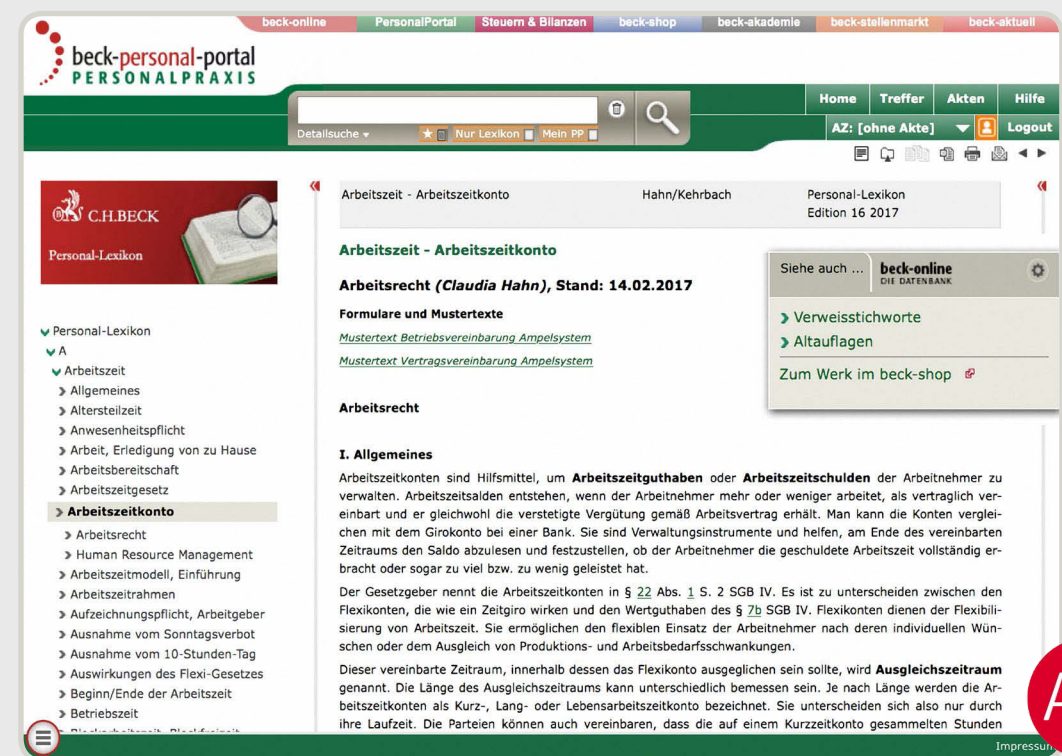 beck-online PersonalPortal Steuern & Bilanzen beck-shop beck-akademie beck-stellenmarkt beck-aktuell
beck-personal-portal
PERSONALPRAXIS
Home Treffer Akten Hilfe
Detailsuche Nur Lexikon Mein PP
AZ: [ohne Akte] Logout
C.H.BECK
Personal-Lexikon
Personal-Lexikon
A
Arbeitszeit
Allgemeines
Altersteilzeit
Anwesenheitspflicht
Arbeit, Erledigung von zu Hause
Arbeitsbereitschaft
Arbeitszeitgesetz
Arbeitszeitkonto
Arbeitsrecht
Human Resource Management
Arbeitszeitmodell, Einführung
Arbeitszeitrahmen
Aufzeichnungspflicht, Arbeitgeber
Ausnahme vom Sonntagsverbot
Ausnahme vom 10-Stunden-Tag
Auswirkungen des Flexi-Gesetzes
Beginn/Ende der Arbeitszeit
Betriebszeit
Arbeitszeit - Arbeitszeitkonto Hahn/Kehrbach Personal-Lexikon
Edition 16 2017
Arbeitszeit - Arbeitszeitkonto
Arbeitsrecht (Claudia Hahn), Stand: 14.02.2017
Formulare und Mustertexte
Mustertext Betriebsvereinbarung Ampelsystem
Mustertext Vertragsvereinbarung Ampelsystem
Arbeitsrecht
I. Allgemeines
Arbeitszeitkonten sind Hilfsmittel, um Arbeitszeitguthaben oder Arbeitszeitschulden der Arbeitnehmer zu
verwalten. Arbeitszeitsalden entstehen, wenn der Arbeitnehmer mehr oder weniger arbeitet, als vertraglich ver-
einbart und er gleichwohl die verstetigte Vergütung gemäß Arbeitsvertrag erhält. Man kann die Konten verglei-
chen mit dem Girokonto bei einer Bank. Sie sind Verwaltungsinstrumente und helfen, am Ende des vereinbarten
Zeitraums den Saldo abzulesen und festzustellen, ob der Arbeitnehmer die geschuldete Arbeitszeit vollständig er-
bracht oder sogar zu viel bzw. zu wenig geleistet hat.
Der Gesetzgeber nennt die Arbeitszeitkonten in § 22 Abs. 1 S. 2 SGB IV. Es ist zu unterscheiden zwischen den
Flexikonten, die wie ein Zeitgiro wirken und den Wertguthaben des § 7b SGB IV. Flexikonten dienen der Flexibili-
sierung von Arbeitszeit. Sie ermöglichen den flexiblen Einsatz der Arbeitnehmer nach deren individuellen Wün-
schen oder dem Ausgleich von Produktions- und Arbeitsbedarfsschwankungen.
Dieser vereinbarte Zeitraum, innerhalb dessen das Flexikonto ausgeglichen sein sollte, wird Ausgleichszeitraum
genannt. Die Länge des Ausgleichszeitraums kann unterschiedlich bemessen sein. Je nach Länge werden die Ar-
beitszeitkonten als Kurz-, Lang- oder Lebensarbeitszeitkonto bezeichnet. Sie unterscheiden sich also nur durch
ihre Laufzeit. Die Parteien können auch vereinbaren, dass die auf einem Kurzzeitkonto gesammelten Stunden
Siehe auch ... beck-online
DIE DATENBANK
Verweisstichworte
Altauflagen
Zum Werk im beck-shop